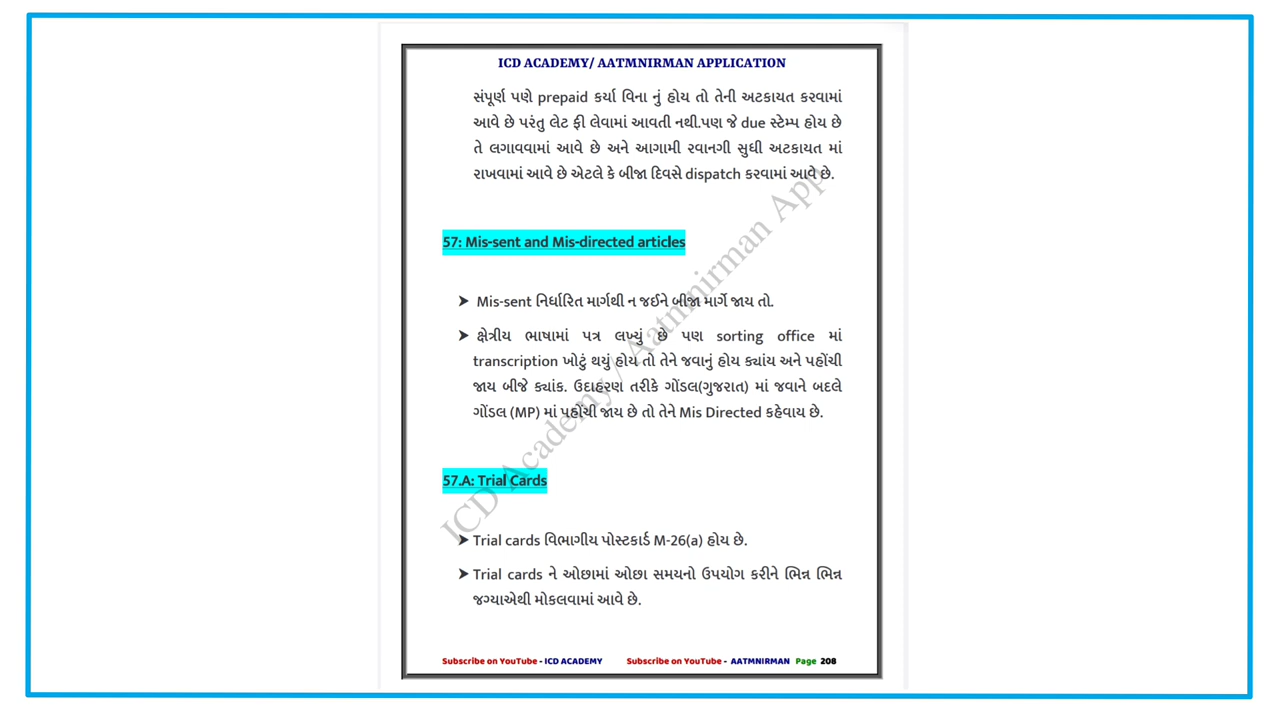 ICD ACADEMY/ AATMNIRMAN APPLICATION
સંપૂર્ણ પણે prepaid કર્યા વિના નું હોય તો તેની અટકાયત કરવામાં
આવે છે પરંતુ લેટ ફી લેવામાં આવતી નથી.પણ જે due સ્ટેમ્પ હોય છે
તે લગાવવામાં આવે છે અને આગામી રવાનગી સુધી અટકાયત માં
રાખવામાં આવે છે એટલે કે બીજા દિવસે dispatch કરવામાં આવે છે.
57: Mis-sent and Mis-directed articles
➤ Mis-sent નિર્ધારિત માર્ગથી ન જઈને બીજા માર્ગે જાય તો.
➤ ક્ષેત્રીય ભાષામાં પત્ર લખ્યું છે પણ sorting office માં
transcription ખોટું થયું હોય તો તેને જવાનું હોય ક્યાંય અને પહોંચી
જાય બીજે ક્યાંક. ઉદાહરણ તરીકે ગોંડલ(ગુજરાત) માં જવાને બદલે
ગોંડલ (MP) માં પહોંચી જાય છે તો તેને Mis Directed કહેવાય છે.
57.A: Trial Cards
➤ Trial cards વિભાગીય પોસ્ટકાર્ડ M-26(a) હોય છે.
➤ Trial cards ને ઓછામાં ઓછા સમયનો ઉપયોગ કરીને ભિન્ન ભિન્ન
જગ્યાએથી મોકલવામાં આવે છે.
ICD Academy / Aatmnirman App
Subscribe on YouTube - ICD ACADEMY Subscribe on YouTube - AATMNIRMAN Page 208